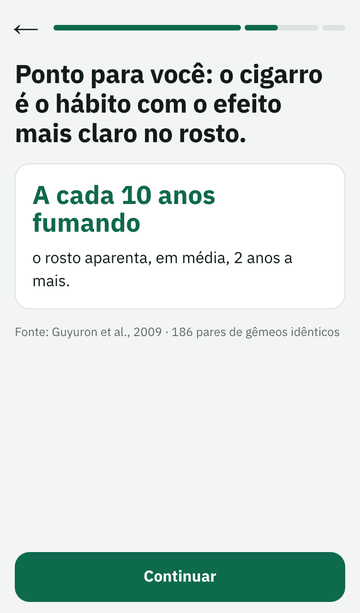 Ponto para você: o cigarro
é o hábito com o efeito
mais claro no rosto.
A cada 10 anos
fumando
o rosto aparenta, em média, 2 anos a
mais.
Fonte: Guyuron et al., 2009 · 186 pares de gêmeos idênticos
Continuar